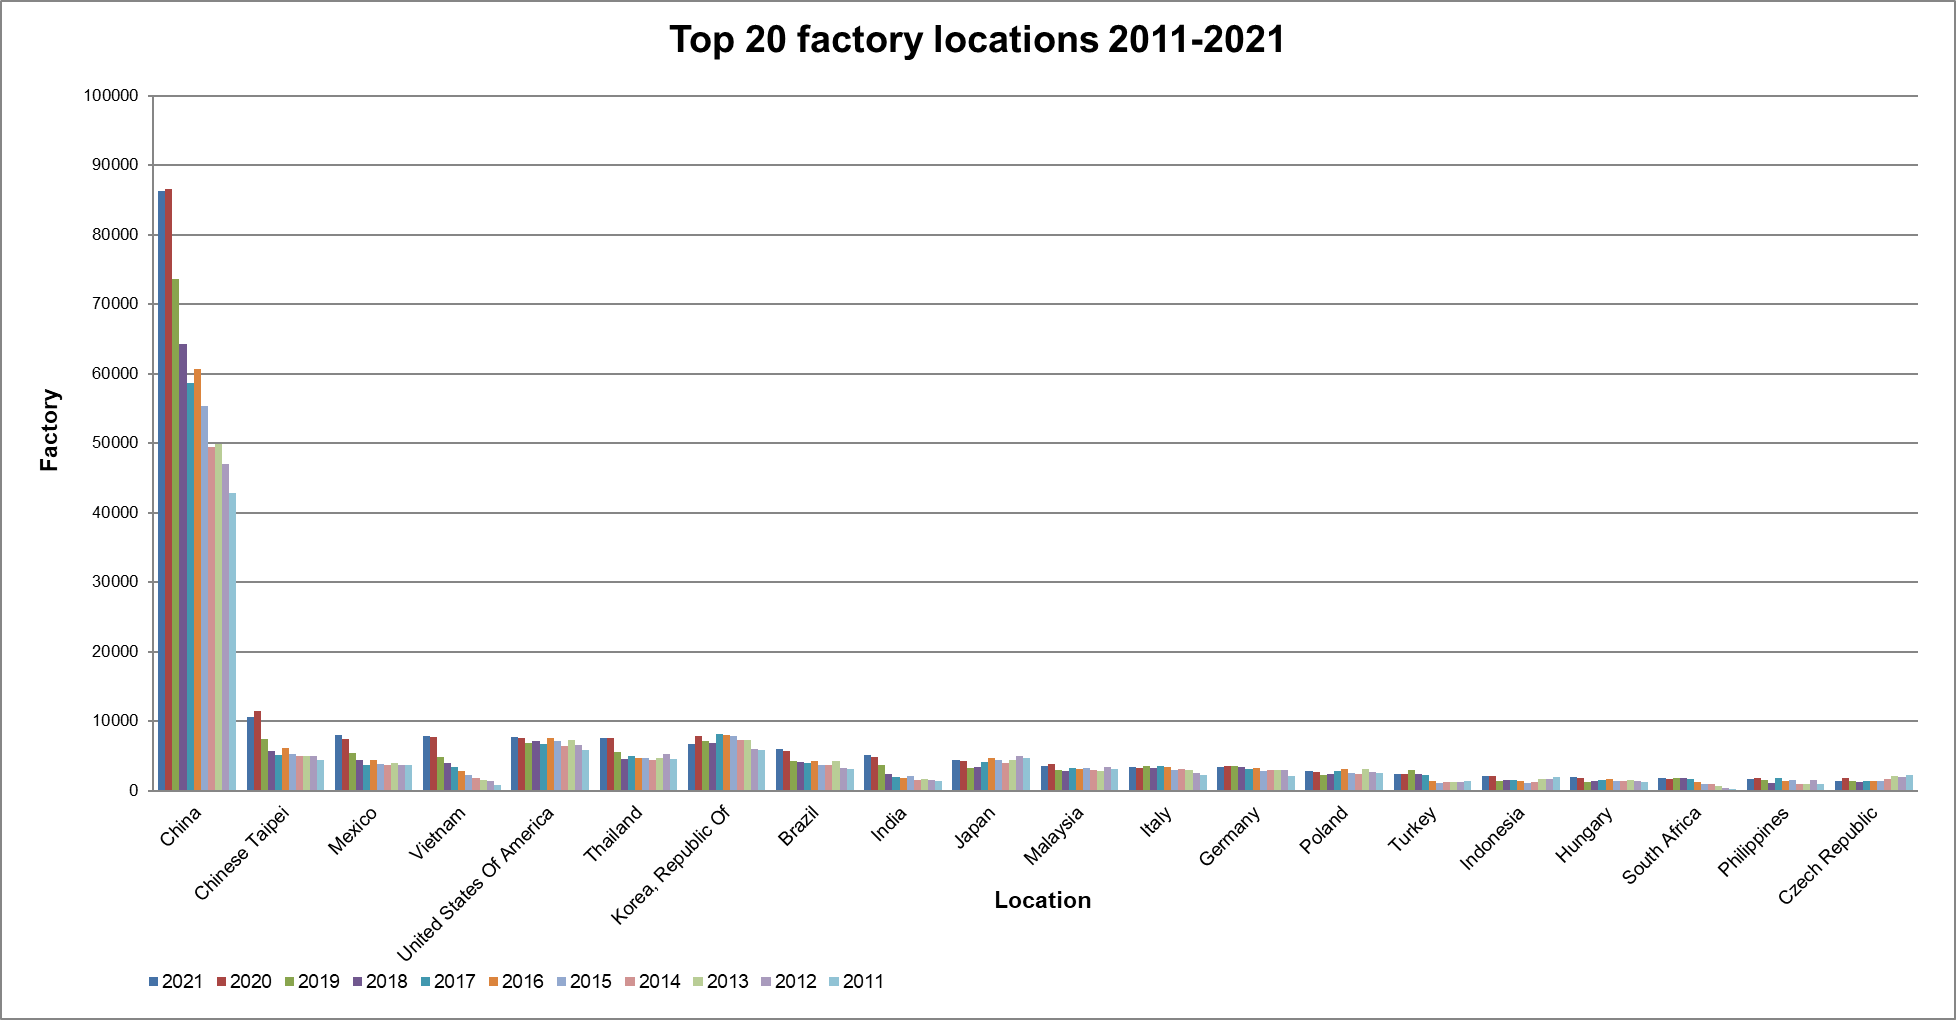 Top 20 factory locations 2011-2021
100000
90000
80000
70000
60000
50000
40000
30000
20000
10000
0
Factory
China
Chinese Taipei
Mexico
Vietnam
United States Of America
Thailand
Korea, Republic Of
Brazil
India
Japan
Malaysia
Italy
Germany
Poland
Turkey
Indonesia
Hungary
South Africa
Philippines
Czech Republic
Location
2021 2020 2019 2018 2017 2016 2015 2014 2013 2012 2011